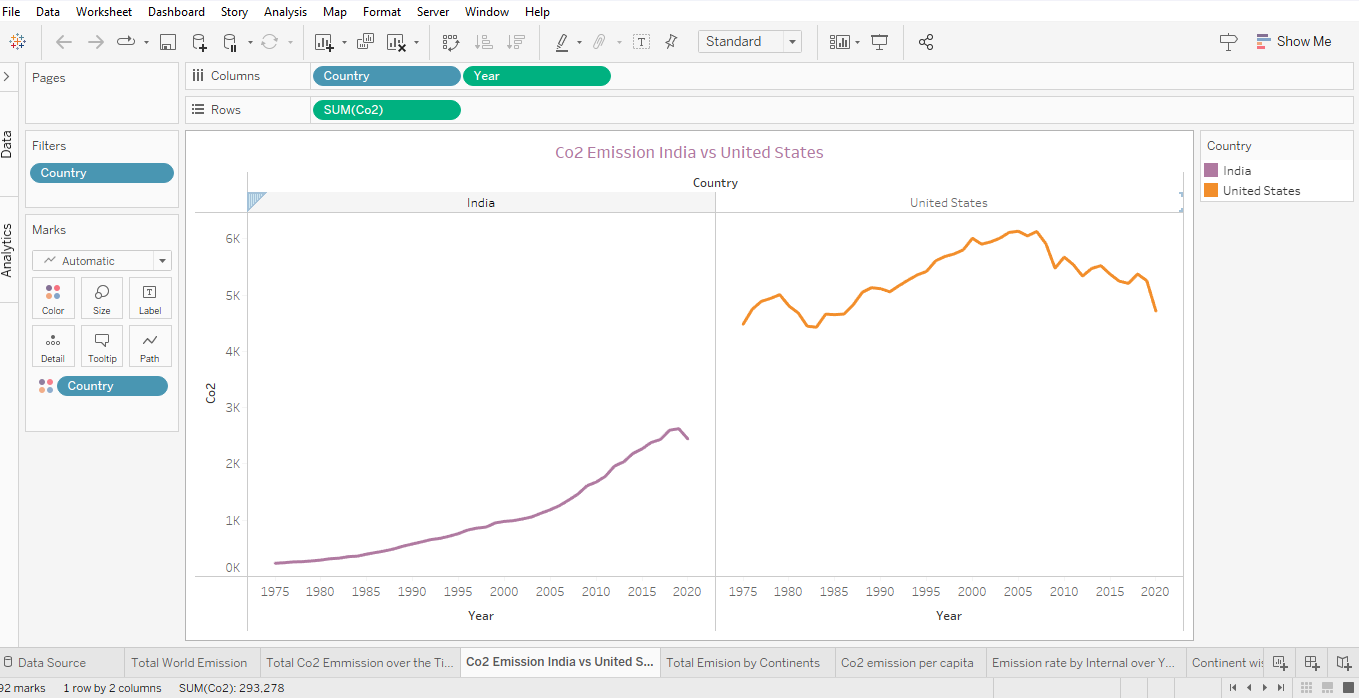 File Data Worksheet Dashboard Story Analysis Map Format Server Window Help
Standard
Show Me
Pages
Columns
Country
Year
Rows
SUM(Co2)
Data
Analytics
Filters
Country
Marks
Automatic
Color
Size
Label
Detail
Tooltip
Path
Country
Co2 Emission India vs United States
Country
India
United States
Co2
6K
5K
4K
3K
2K
1K
0K
1975 1980 1985 1990 1995 2000 2005 2010 2015 2020
1975 1980 1985 1990 1995 2000 2005 2010 2015 2020
Year
Year
Country
India
United States
Data Source
Total World Emission
Total Co2 Emmission over the Ti...
Co2 Emission India vs United S...
Total Emision by Continents
Co2 emission per capita
Emission rate by Internal over Y...
Continent wis
92 marks
1 row by 2 columns
SUM(Co2): 293,278